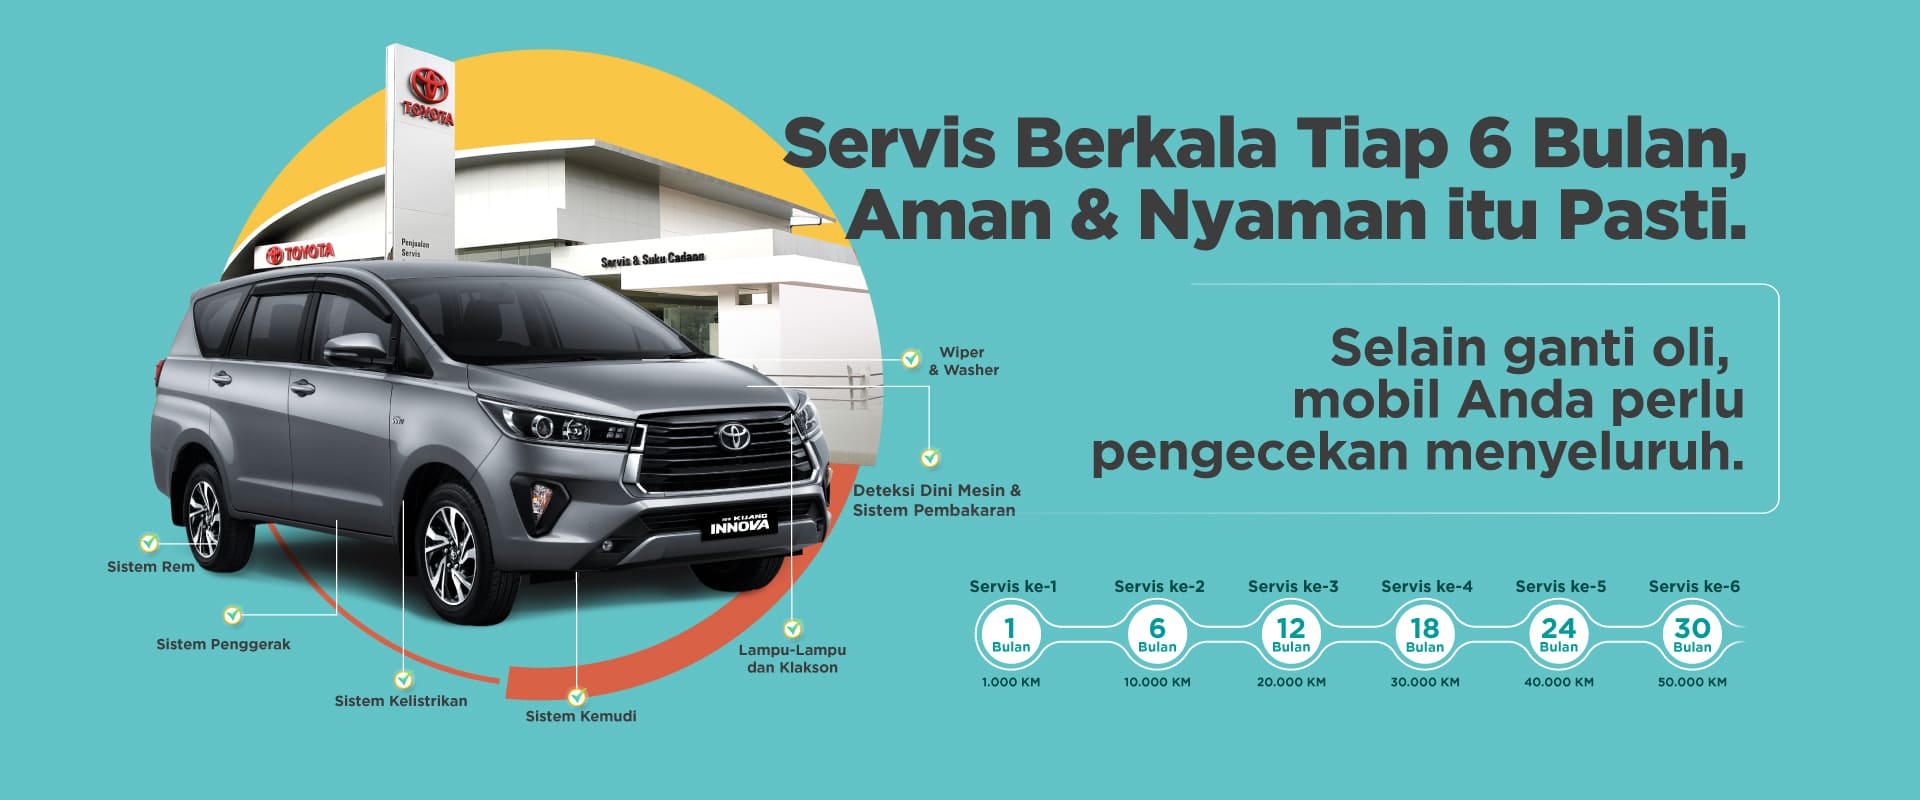 Servis Berkala Tiap 6 Bulan,
Aman & Nyaman itu Pasti.
Selain ganti oli,
mobil Anda perlu
pengecekan menyeluruh.
TOYOTA
Penjualan
Servis
TOYOTA
Servis & Suku Cadang
KIJANG
INNOVA
Wiper
& Washer
Deteksi Dini Mesin &
Sistem Pembakaran
Sistem Rem
Sistem Penggerak
Sistem Kelistrikan
Sistem Kemudi
Lampu-Lampu
dan Klakson
Servis ke-1 Servis ke-2 Servis ke-3 Servis ke-4 Servis ke-5 Servis ke-6
1 6 12 18 24 30
Bulan Bulan Bulan Bulan Bulan Bulan
1.000 KM 10.000 KM 20.000 KM 30.000 KM 40.000 KM 50.000 KM